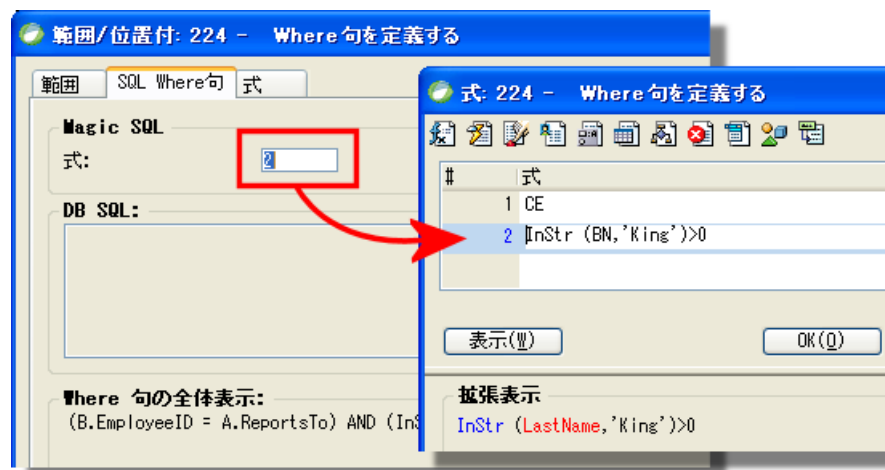 範囲/位置付: 224 - Where句を定義する
範囲
SQL Where句
式
Magic SQL
式:
2
DB SQL:
Where 句の全体表示:
(B.EmployeeID = A.ReportsTo) AND (InS
式: 224 - Where句を定義する
# 式
1 CE
2 InStr (BN,'King')>0
表示(W)
OK(O)
拡張表示
InStr (LastName,'King')>0